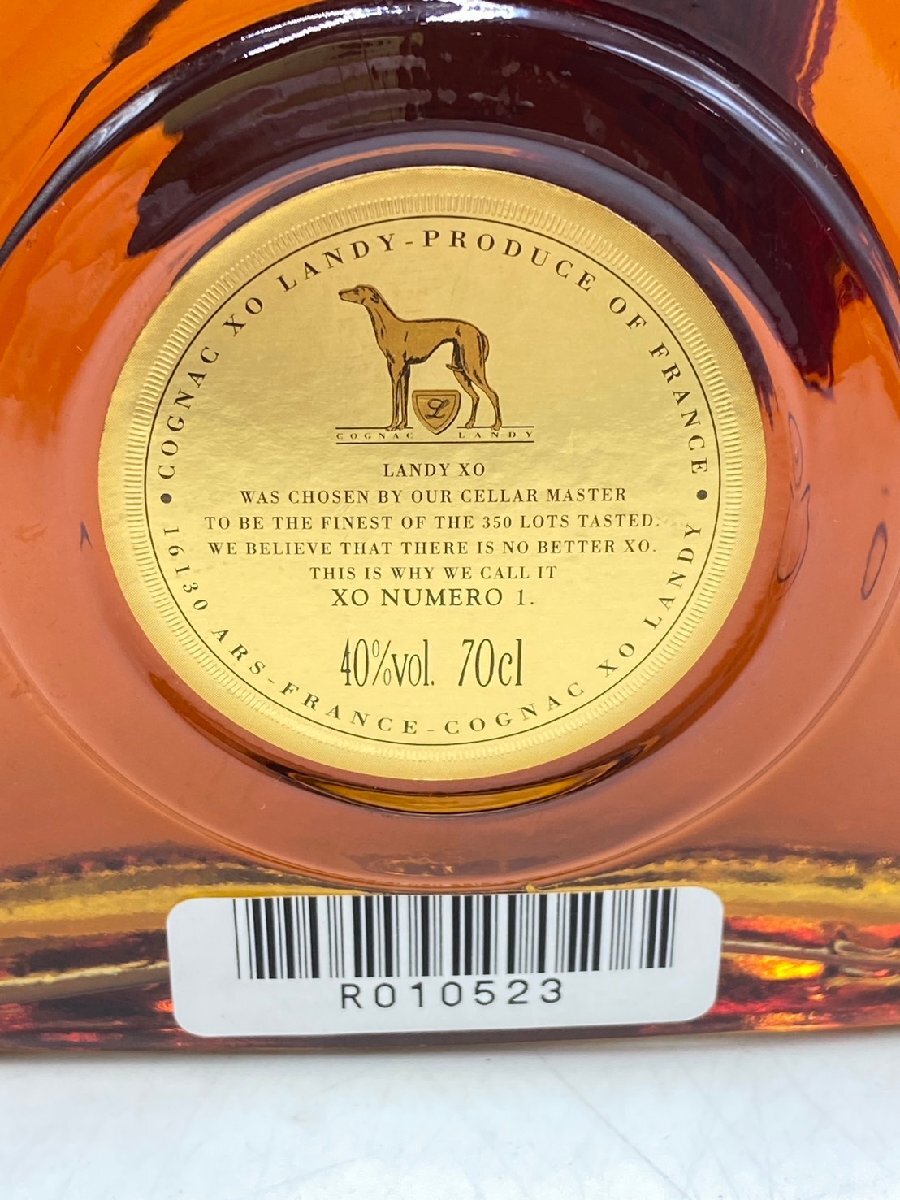 COGNAC XO LANDY-PRODUCE OF FRANCE
L
COGNAC LANDY
LANDY XO
WAS CHOSEN BY OUR CELLAR MASTER
TO BE THE FINEST OF THE 350 LOTS TASTED.
WE BELIEVE THAT THERE IS NO BETTER XO.
THIS IS WHY WE CALL IT
XO NUMERO 1.
40%vol. 70cl
• 16130 ARS-FRANCE-COGNAC XO LANDY •
R010523